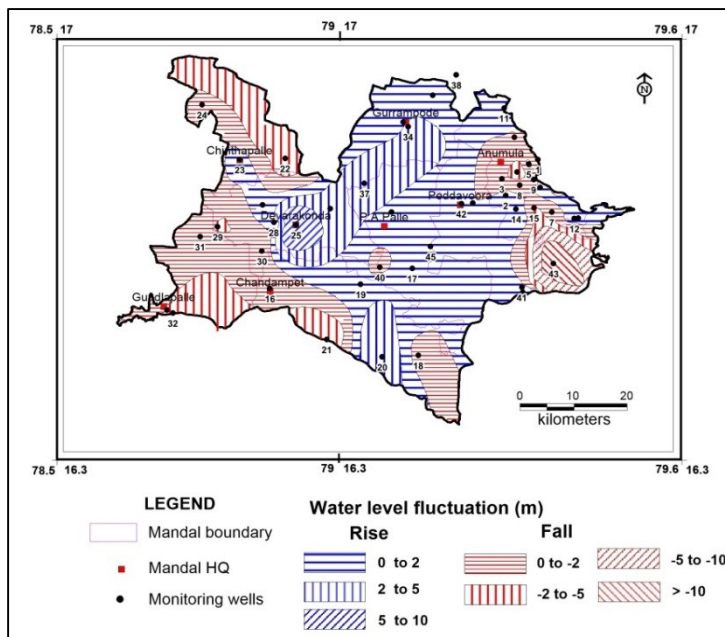 78.5 17
79 17
79.6 17
38
24
Gurrampode
34
11
Chinthapalle
23
22
Anumula
1
5
3
9
8
37
Peddavoora
42
2
14
15
7
12
Devarakonda
28
25
P A Palle
29
31
30
45
40
17
43
Chandampet
16
19
41
Gundlapalle
32
21
20
18
0 10 20
kilometers
N
78.5 16.3
79 16.3
79.6 16.3
LEGEND
Mandal boundary
Mandal HQ
Monitoring wells
Water level fluctuation (m)
Rise
0 to 2
2 to 5
5 to 10
Fall
0 to -2
-2 to -5
-5 to -10
> -10